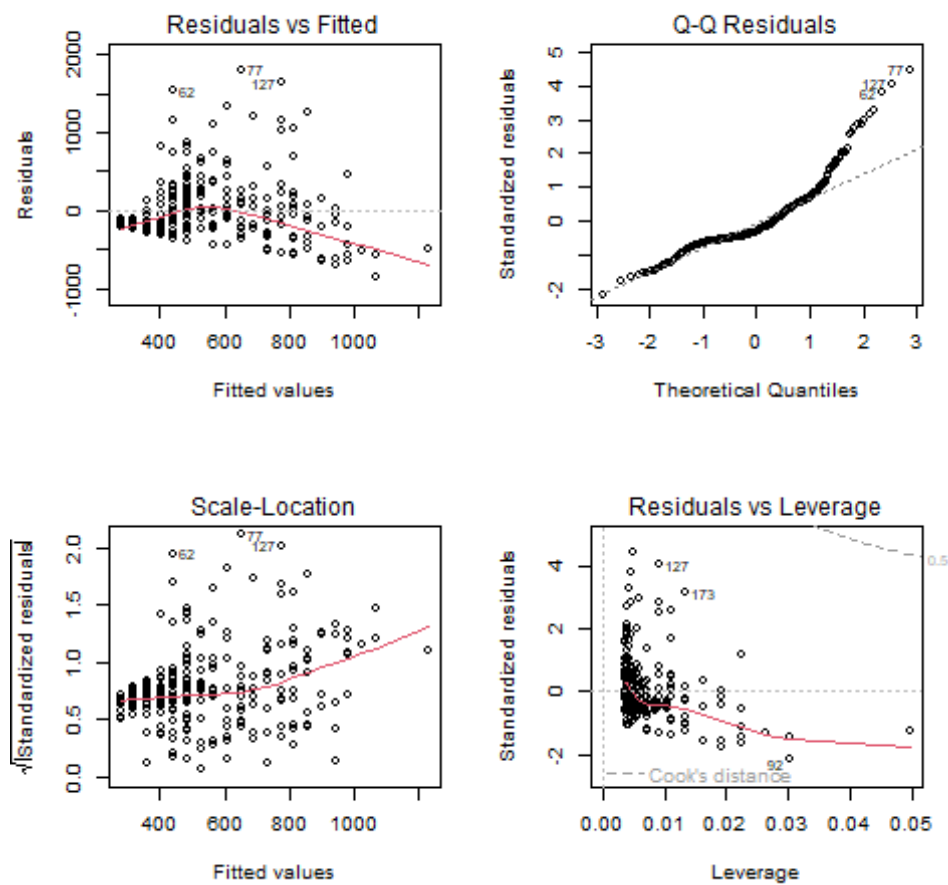 Residuals vs Fitted
Residuals
2000
1000
0
-1000
77
127
62
400 600 800 1000
Fitted values
Q-Q Residuals
Standardized residuals
5
4
3
2
1
0
-2
77
127
62
-3 -2 -1 0 1 2 3
Theoretical Quantiles
Scale-Location
√|Standardized residuals|
2.0
1.5
1.0
0.5
0.0
77
127
62
400 600 800 1000
Fitted values
Residuals vs Leverage
Standardized residuals
4
2
0
-2
127
173
0.5
92
Cook's distance
0.00 0.01 0.02 0.03 0.04 0.05
Leverage